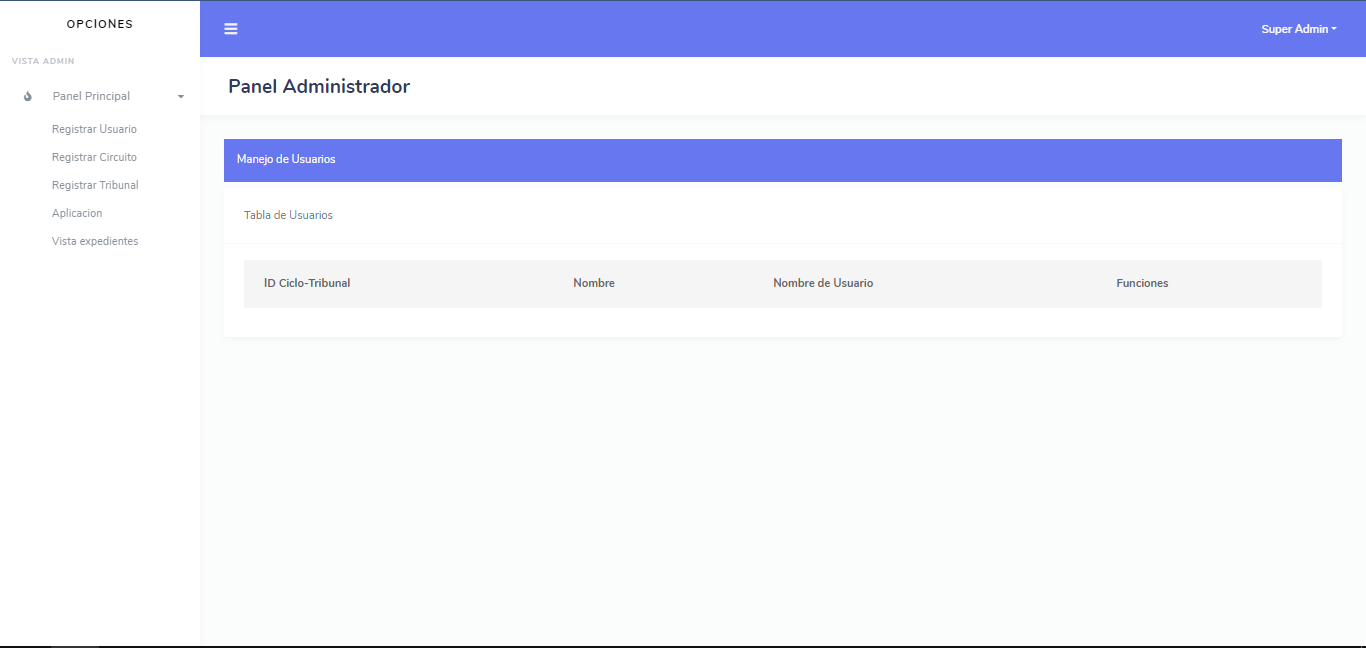 OPCIONES
Super Admin
VISTA ADMIN
Panel Administrador
Panel Principal
Registrar Usuario
Registrar Circuito
Registrar Tribunal
Aplicacion
Vista expedientes
Manejo de Usuarios
Tabla de Usuarios
ID Ciclo-Tribunal Nombre Nombre de Usuario Funciones